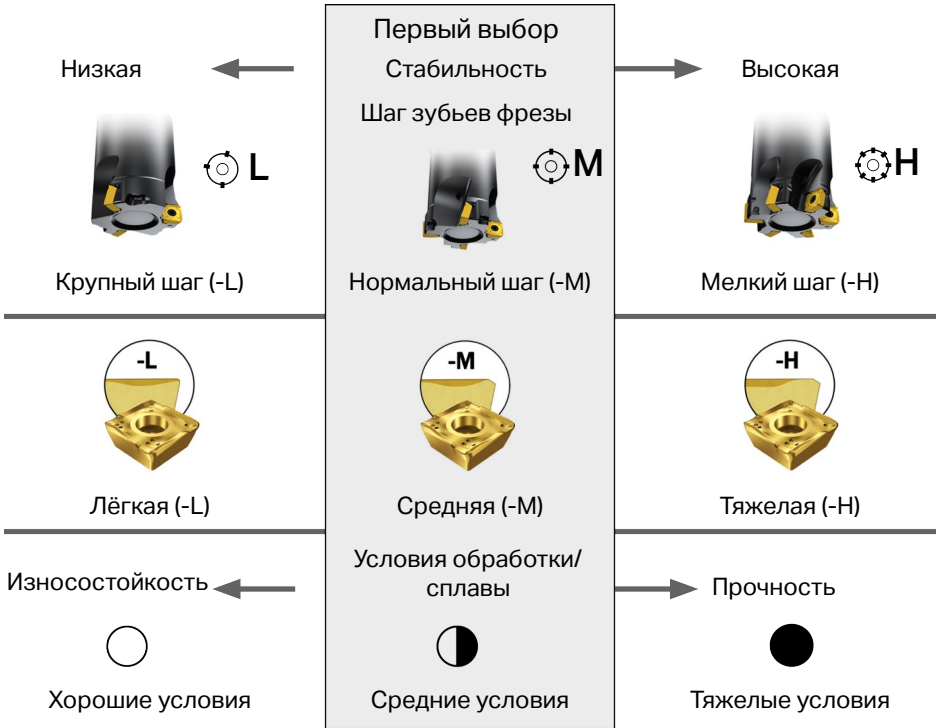 Первый выбор
Низкая
Стабильность
Высокая
Шаг зубьев фрезы
L
M
H
Крупный шаг (-L)
Нормальный шаг (-M)
Мелкий шаг (-H)
-L
-M
-H
Лёгкая (-L)
Средняя (-M)
Тяжелая (-H)
Износостойкость
Условия обработки/
сплавы
Прочность
Хорошие условия
Средние условия
Тяжелые условия